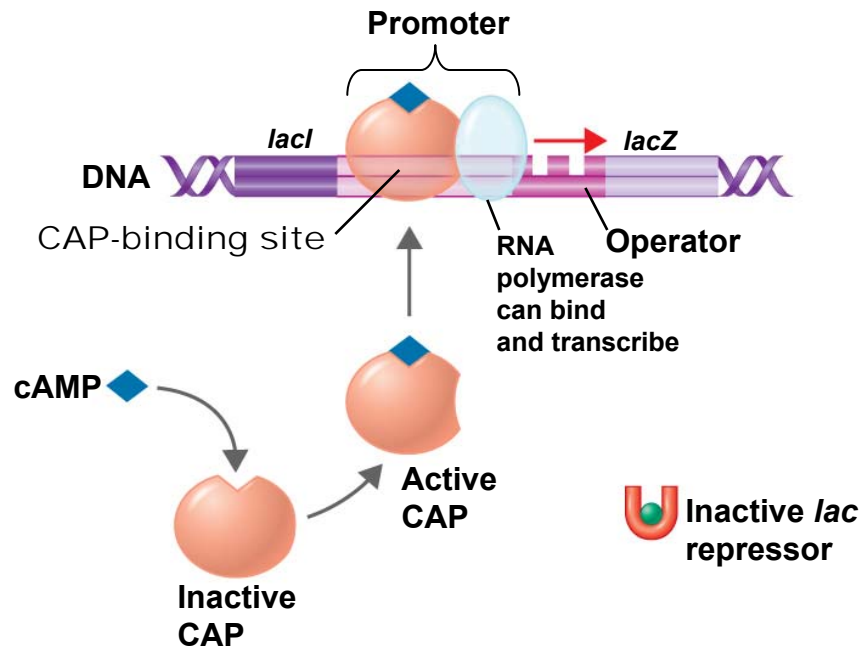 Promoter
lacI
lacZ
DNA
CAP-binding site
RNA
polymerase
can bind
and transcribe
Operator
cAMP
Active
CAP
Inactive lac
repressor
Inactive
CAP